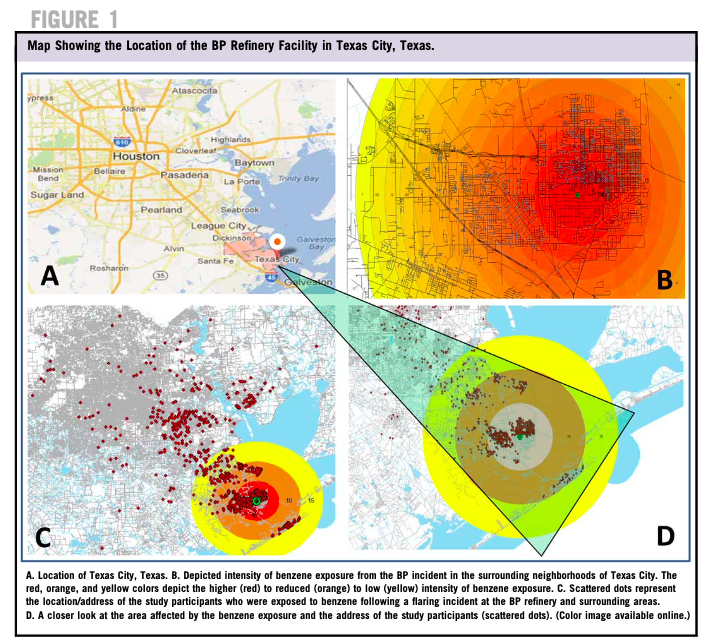 FIGURE 1
Map Showing the Location of the BP Refinery Facility in Texas City, Texas.
Atascocita
ypress
Aldine
Highlands
610
Cloverleaf
Houston
Baytown
Mission
Bend
Bellaire
Pasadena
Trinity Bay
La Porte
Sugar Land
Pearland
Seabrook
League City
Dickinson
Galveston
Bay
Alvin
Santa Fe
Texas City
Rosharon
35
45
Galveston
A
B
10
15
C
D
A. Location of Texas City, Texas. B. Depicted intensity of benzene exposure from the BP incident in the surrounding neighborhoods of Texas City. The
red, orange, and yellow colors depict the higher (red) to reduced (orange) to low (yellow) intensity of benzene exposure. C. Scattered dots represent
the location/address of the study participants who were exposed to benzene following a flaring incident at the BP refinery and surrounding areas.
D. A closer look at the area affected by the benzene exposure and the address of the study participants (scattered dots). (Color image available online.)